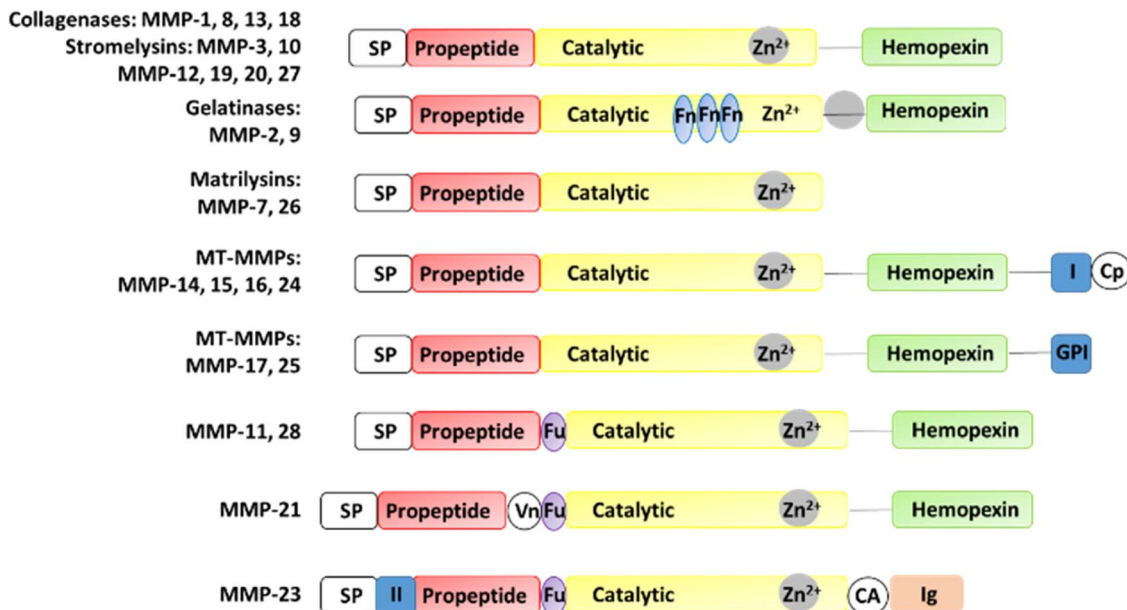 Collagenases: MMP-1, 8, 13, 18
Stromelysins: MMP-3, 10
MMP-12, 19, 20, 27
SP Propeptide Catalytic Zn²⁺ Hemopexin
Gelatinases:
MMP-2, 9
SP Propeptide Catalytic Fn Fn Fn Zn²⁺ Hemopexin
Matrilysins:
MMP-7, 26
SP Propeptide Catalytic Zn²⁺
MT-MMPs:
MMP-14, 15, 16, 24
SP Propeptide Catalytic Zn²⁺ Hemopexin I Cp
MT-MMPs:
MMP-17, 25
SP Propeptide Catalytic Zn²⁺ Hemopexin GPI
MMP-11, 28
SP Propeptide Fu Catalytic Zn²⁺ Hemopexin
MMP-21
SP Propeptide Vn Fu Catalytic Zn²⁺ Hemopexin
MMP-23
SP II Propeptide Fu Catalytic Zn²⁺ CA Ig